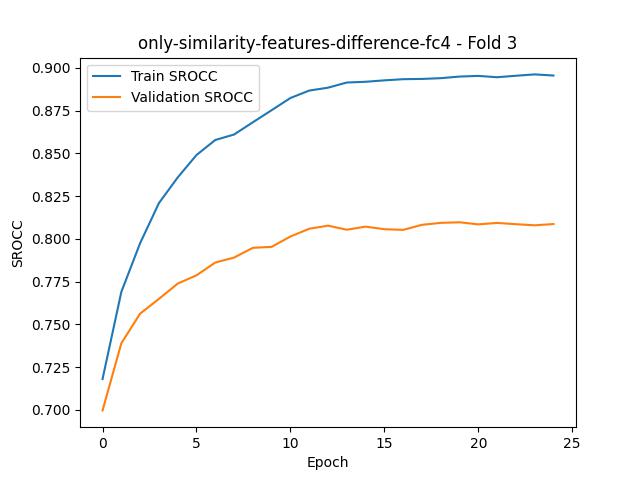 only-similarity-features-difference-fc4 - Fold 3
Train SROCC
Validation SROCC
SROCC
0.900
0.875
0.850
0.825
0.800
0.775
0.750
0.725
0.700
0 5 10 15 20 25
Epoch